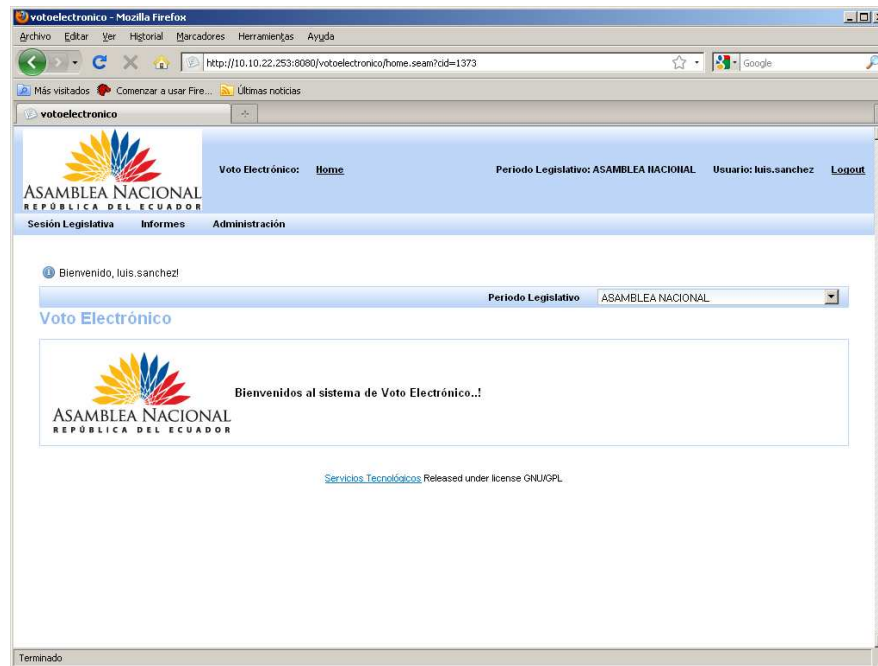 votoelectronico - Mozilla Firefox
Archivo Editar Ver Historial Marcadores Herramientas Ayuda
http://10.10.22.253:8080/votoelectronico/home.seam?cid=1373
Google
Más visitados Comenzar a usar Fire... Últimas noticias
votoelectronico
ASAMBLEA NACIONAL
REPÚBLICA DEL ECUADOR
Voto Electrónico: Home Periodo Legislativo: ASAMBLEA NACIONAL Usuario: luis.sanchez Logout
Sesión Legislativa Informes Administración
Bienvenido, luis.sanchez!
Periodo Legislativo ASAMBLEA NACIONAL
Voto Electrónico
Bienvenidos al sistema de Voto Electrónico..!
ASAMBLEA NACIONAL
REPÚBLICA DEL ECUADOR
Servicios Tecnológicos Released under license GNU/GPL
Terminado